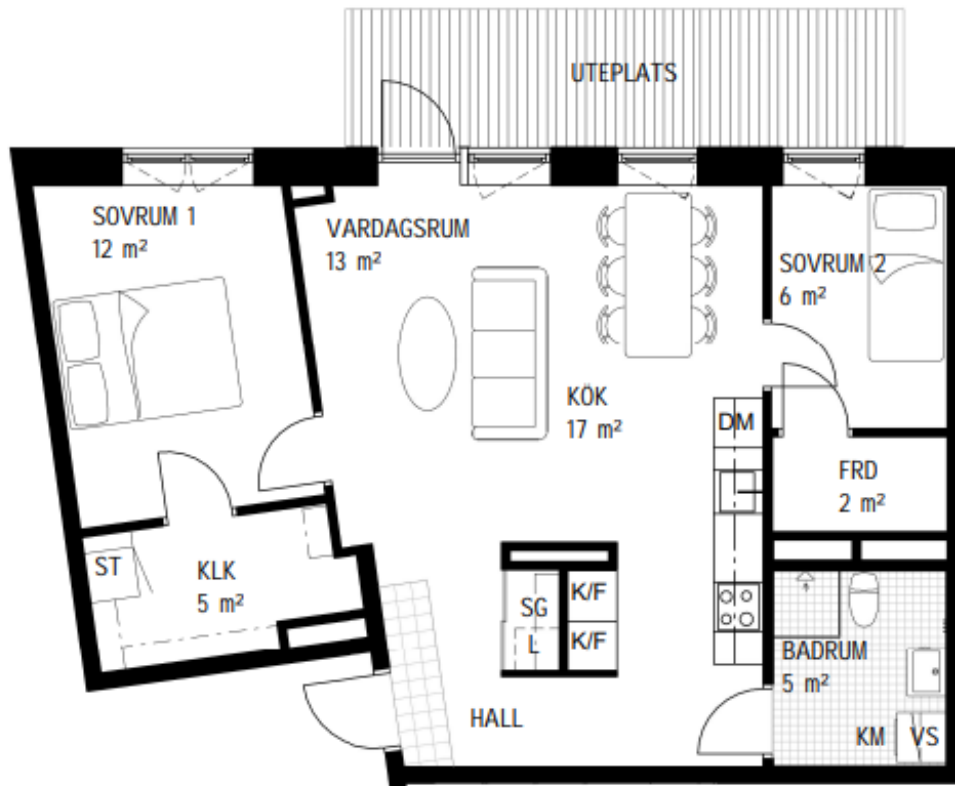 UTEPLATS
SOVRUM 1
12 m²
VARDAGSRUM
13 m²
SOVRUM 2
6 m²
KÖK
17 m²
DM
FRD
2 m²
ST
KLK
5 m²
SG
L
K/F
K/F
BADRUM
5 m²
HALL
KM
VS